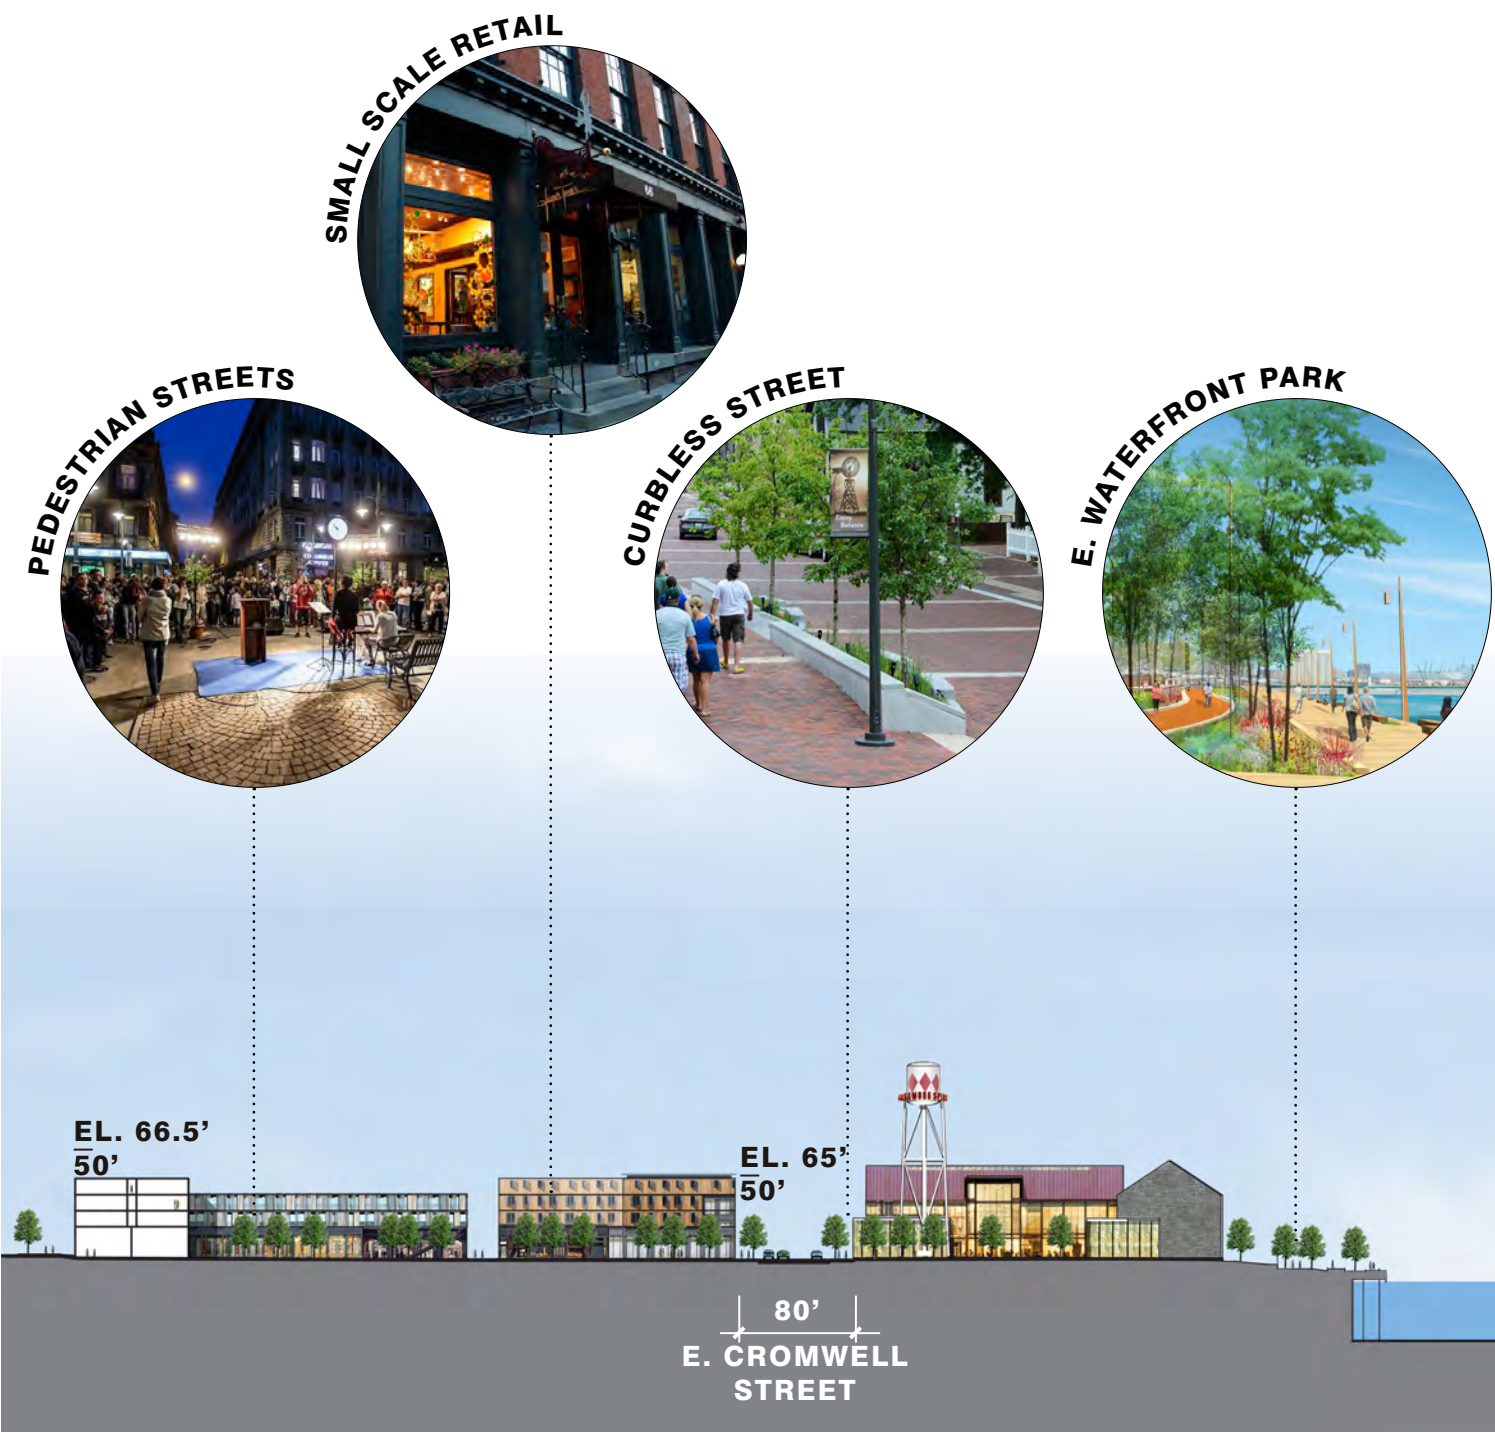 SMALL SCALE RETAIL
66
PEDESTRIAN STREETS
CURBLESS STREET
E. WATERFRONT PARK
EL. 66.5’
50’
EL. 65’
50’
80’
E. CROMWELL
STREET